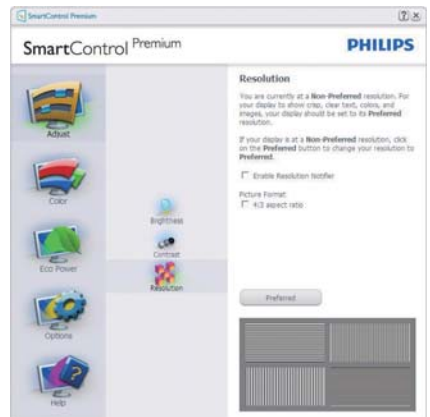 SmartControl Premium
SmartControl Premium
PHILIPS
Adjust
Color
Eco Power
Options
Help
Brightness
Contrast
Resolution
Resolution
You are currently at a Non-Preferred resolution. For
your display to show crisp, clear text, colors, and
images, your display should be set to its Preferred
resolution.
If your display is at a Non-Preferred resolution, click
on the Preferred button to change your resolution to
Preferred.
Enable Resolution Notifier
Picture Format
4:3 aspect ratio
Preferred